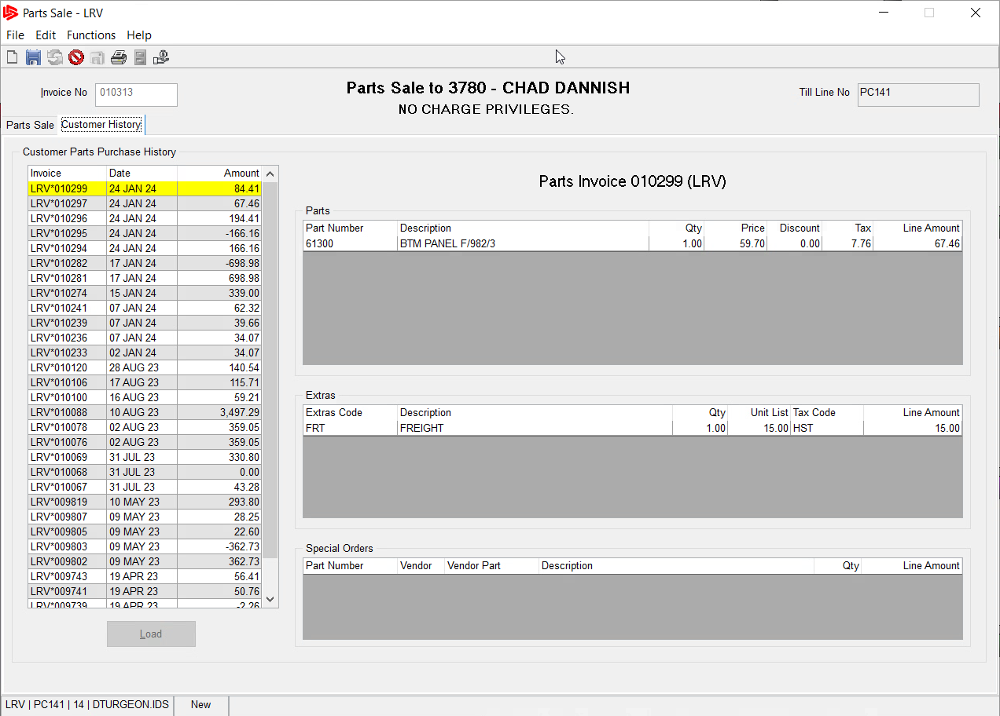 Parts Sale - LRV
File Edit Functions Help
Invoice No 010313
Parts Sale to 3780 - CHAD DANNISH
NO CHARGE PRIVILEGES.
Till Line No PC141
Parts Sale Customer History
Customer Parts Purchase History
Invoice Date Amount
LRV*010299 24 JAN 24 84.41
LRV*010297 24 JAN 24 67.46
LRV*010296 24 JAN 24 194.41
LRV*010295 24 JAN 24 -166.16
LRV*010294 24 JAN 24 166.16
LRV*010282 17 JAN 24 -698.98
LRV*010281 17 JAN 24 698.98
LRV*010274 15 JAN 24 339.00
LRV*010241 07 JAN 24 62.32
LRV*010239 07 JAN 24 39.66
LRV*010236 07 JAN 24 34.07
LRV*010233 02 JAN 24 34.07
LRV*010120 28 AUG 23 140.54
LRV*010106 17 AUG 23 115.71
LRV*010100 16 AUG 23 59.21
LRV*010088 10 AUG 23 3,497.29
LRV*010078 02 AUG 23 359.05
LRV*010076 02 AUG 23 359.05
LRV*010069 31 JUL 23 330.80
LRV*010068 31 JUL 23 0.00
LRV*010067 31 JUL 23 43.28
LRV*009819 10 MAY 23 293.80
LRV*009807 09 MAY 23 28.25
LRV*009805 09 MAY 23 22.60
LRV*009803 09 MAY 23 -362.73
LRV*009802 09 MAY 23 362.73
LRV*009743 19 APR 23 56.41
LRV*009741 19 APR 23 50.76
LRV*009739 19 APR 23 -2.26
Load
Parts Invoice 010299 (LRV)
Parts
Part Number Description Qty Price Discount Tax Line Amount
61300 BTM PANEL F/982/3 1.00 59.70 0.00 7.76 67.46
Extras
Extras Code Description Qty Unit List Tax Code Line Amount
FRT FREIGHT 1.00 15.00 HST 15.00
Special Orders
Part Number Vendor Vendor Part Description Qty Line Amount
LRV | PC141 | 14 | DTURGEON.IDS New